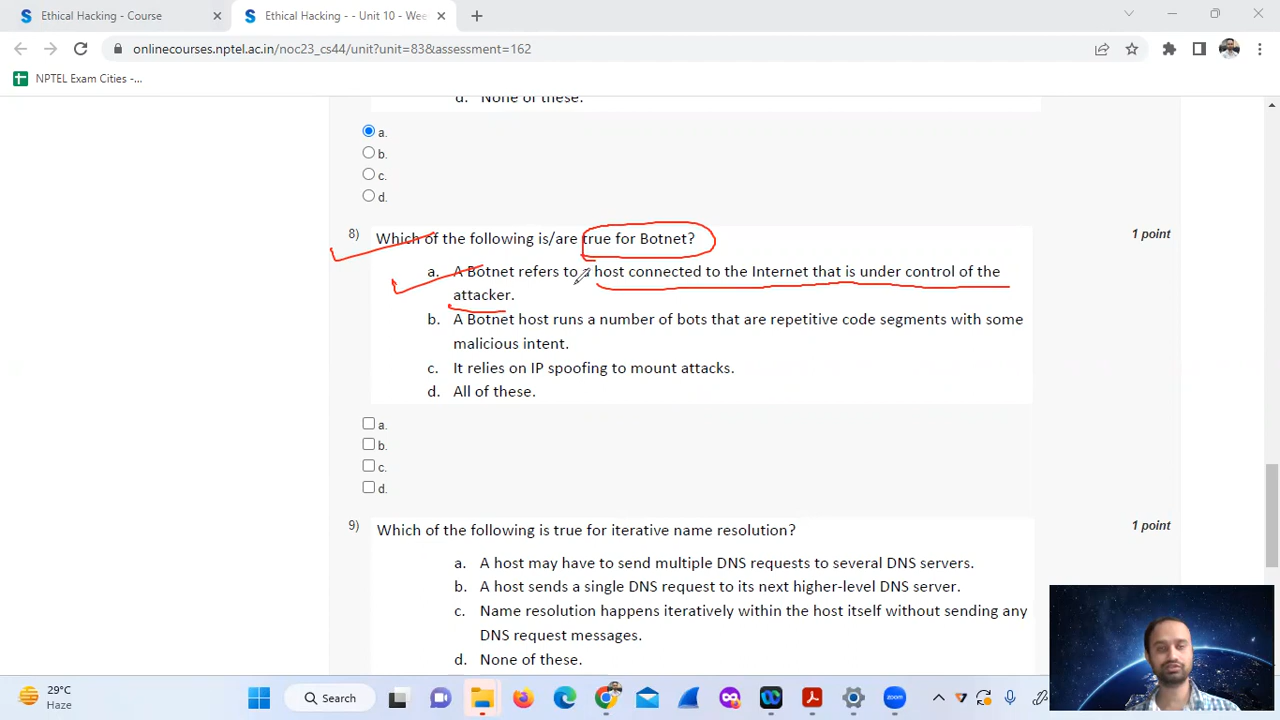 Ethical Hacking - Course
Ethical Hacking - - Unit 10 - Wee
onlinecourses.nptel.ac.in/noc23_cs44/unit?unit=83&assessment=162
NPTEL Exam Cities -...
d. None of these.
a.
b.
c.
d.
8) Which of the following is/are true for Botnet? 1 point
a. A Botnet refers to a host connected to the Internet that is under control of the
attacker.
b. A Botnet host runs a number of bots that are repetitive code segments with some
malicious intent.
c. It relies on IP spoofing to mount attacks.
d. All of these.
a.
b.
c.
d.
9) Which of the following is true for iterative name resolution? 1 point
a. A host may have to send multiple DNS requests to several DNS servers.
b. A host sends a single DNS request to its next higher-level DNS server.
c. Name resolution happens iteratively within the host itself without sending any
DNS request messages.
d. None of these.
29°C
Haze
Search
zoom